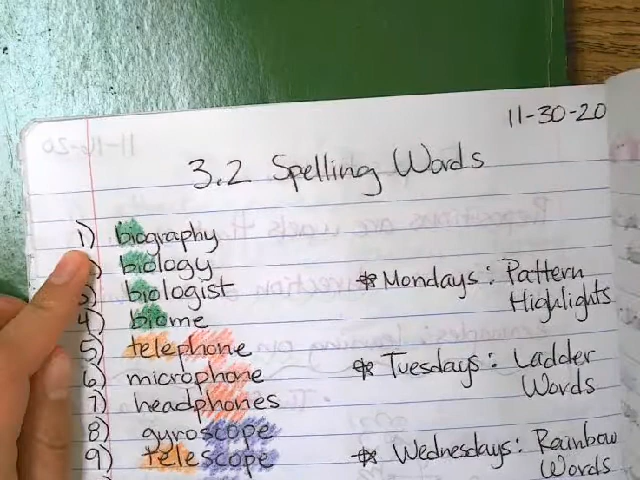 11-30-20
3.2 Spelling Words
1) biography
2) biology
3) biologist
4) biome
5) telephone
6) microphone
7) headphones
8) gyroscope
9) telescope
* Mondays: Pattern
Highlights
* Tuesdays: Ladder
Words
* Wednesdays: Rainbow
Words